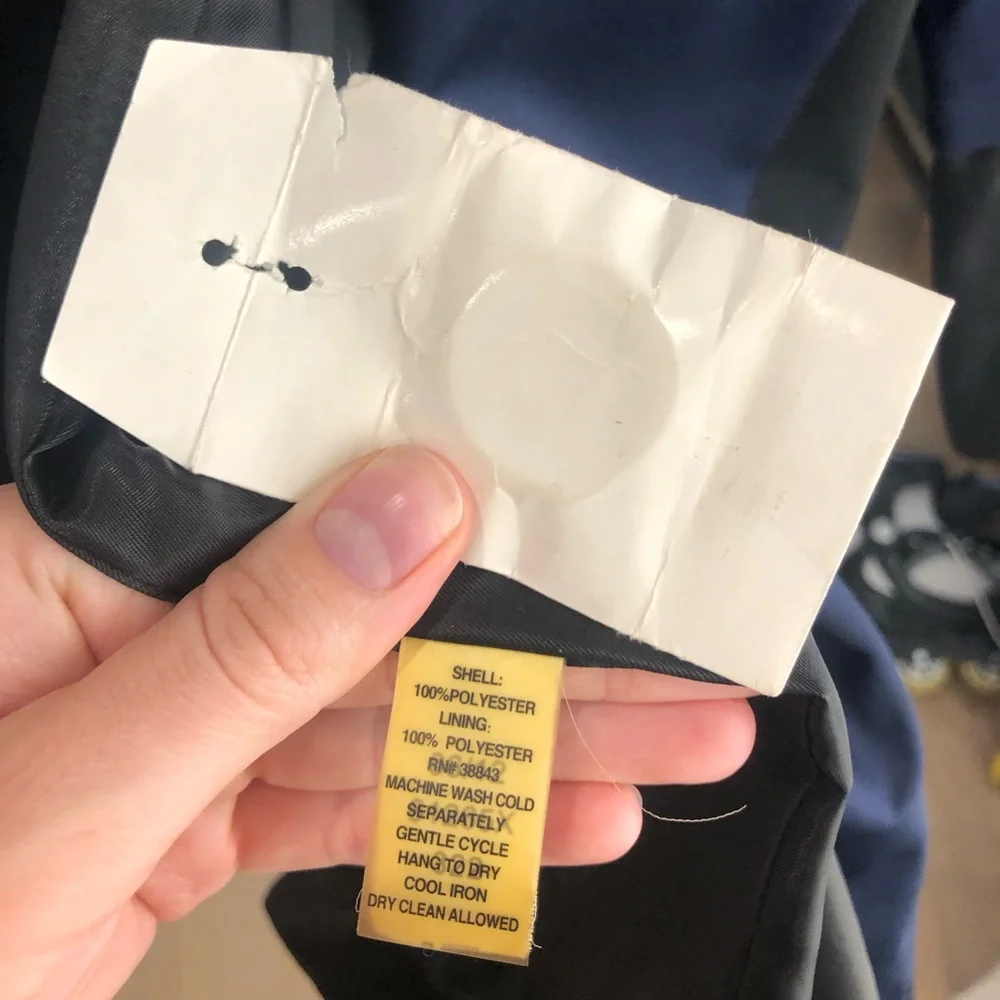 SHELL:
100%POLYESTER
LINING:
100% POLYESTER
RN# 38843
MACHINE WASH COLD
SEPARATELY
GENTLE CYCLE
HANG TO DRY
COOL IRON
DRY CLEAN ALLOWED